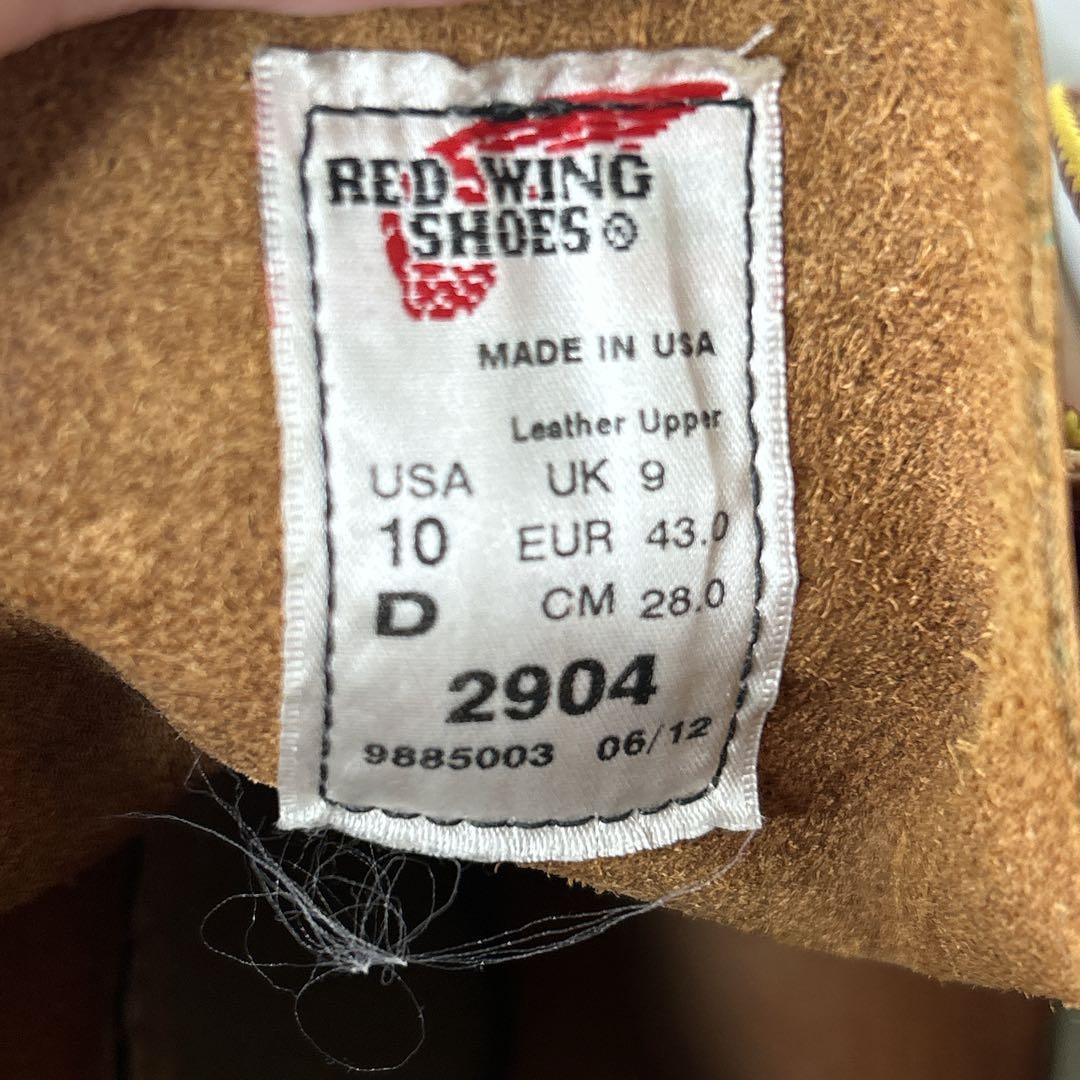 RED WING
SHOES®
MADE IN USA
Leather Upper
USA UK 9
10 EUR 43.0
D CM 28.0
2904
9885003 06/12